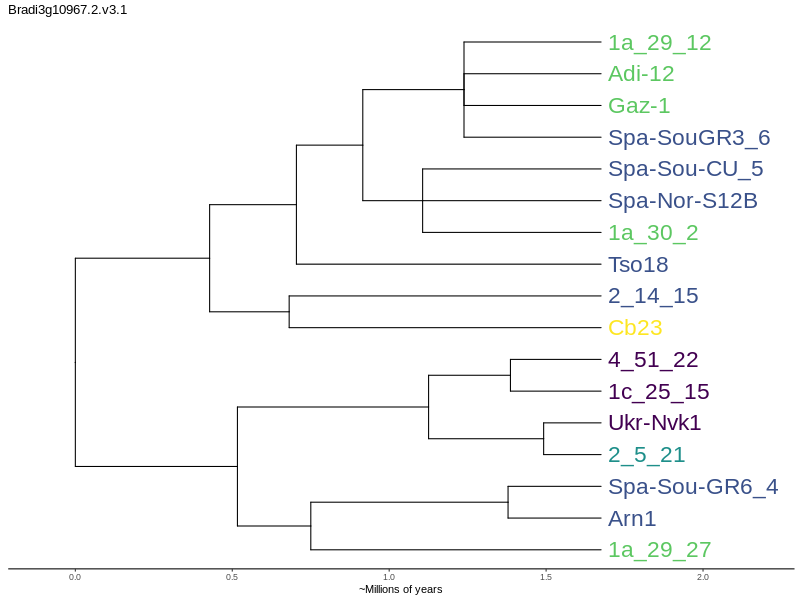 Bradi3g10967.2.v3.1
1a_29_12
Adi-12
Gaz-1
Spa-SouGR3_6
Spa-Sou-CU_5
Spa-Nor-S12B
1a_30_2
Tso18
2_14_15
Cb23
4_51_22
1c_25_15
Ukr-Nvk1
2_5_21
Spa-Sou-GR6_4
Arn1
1a_29_27
0.0 0.5 1.0 1.5 2.0
~Millions of years